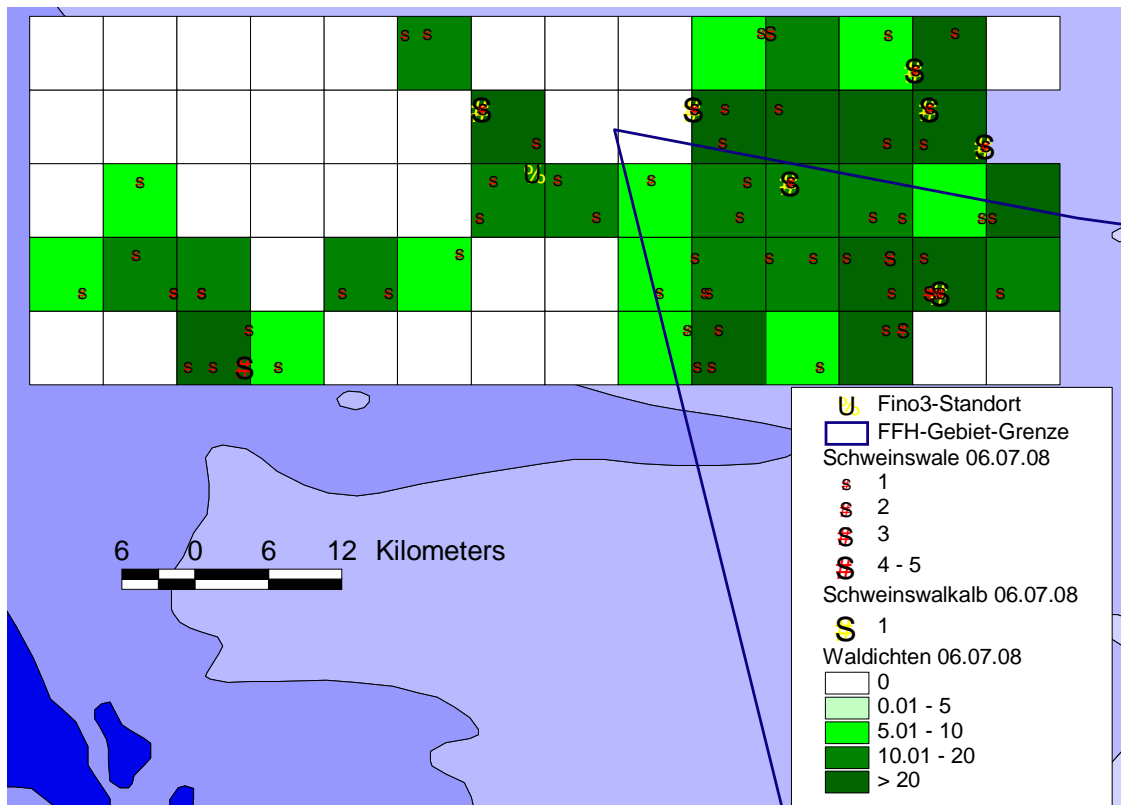 6 0 6 12 Kilometers
U Fino3-Standort
FFH-Gebiet-Grenze
Schweinswale 06.07.08
s 1
s 2
s 3
S 4 - 5
Schweinswalkalb 06.07.08
S 1
Waldichten 06.07.08
0
0.01 - 5
5.01 - 10
10.01 - 20
> 20